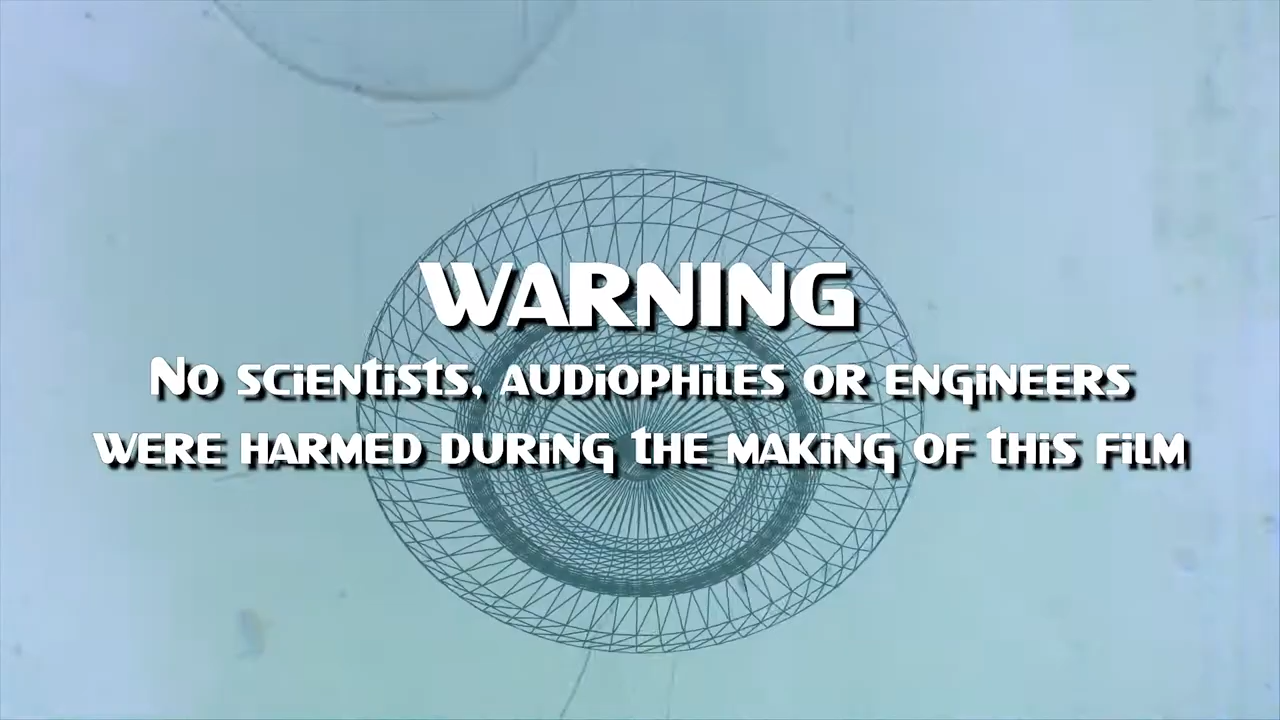 WARNING
No scientists, audiophiles or engineers
were harmed during the making of this film